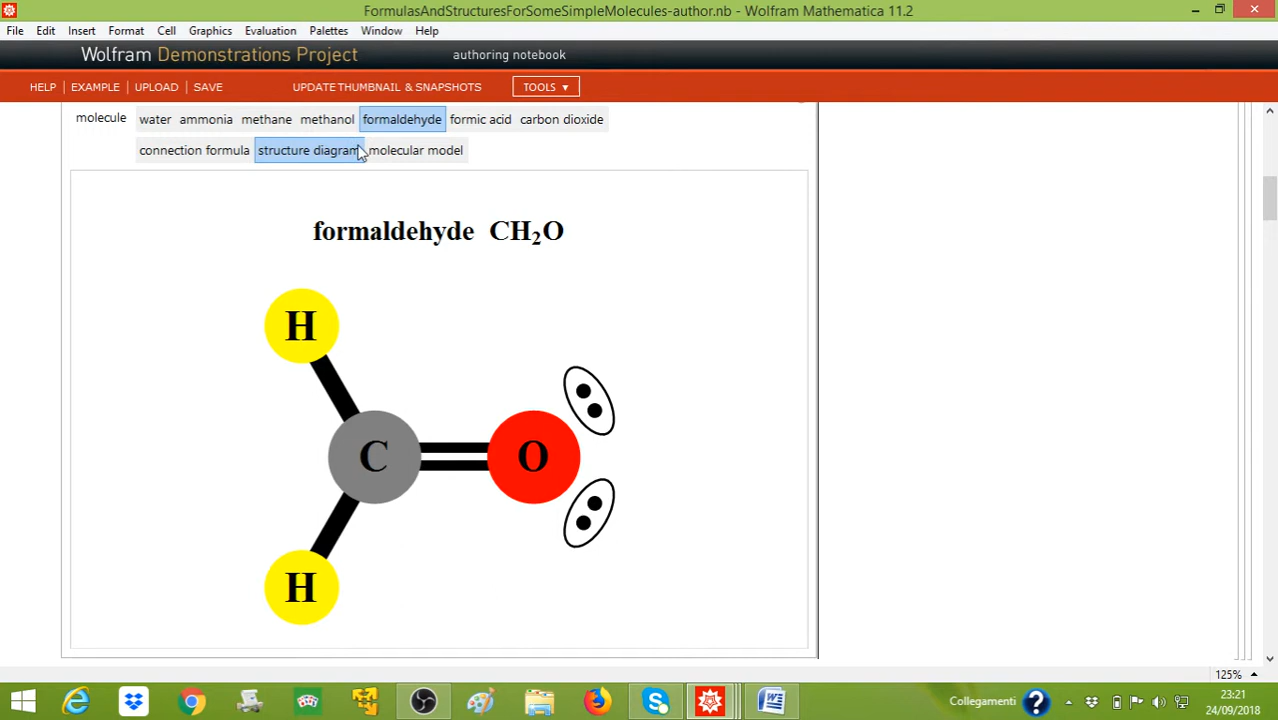 FormulasAndStructuresForSomeSimpleMolecules-author.nb - Wolfram Mathematica 11.2
File Edit Insert Format Cell Graphics Evaluation Palettes Window Help
Wolfram Demonstrations Project authoring notebook
HELP EXAMPLE UPLOAD SAVE UPDATE THUMBNAIL & SNAPSHOTS TOOLS
molecule water ammonia methane methanol formaldehyde formic acid carbon dioxide
connection formula structure diagram molecular model
formaldehyde CH₂O
H
C O
H
125%
Collegamenti 23:21
24/09/2018